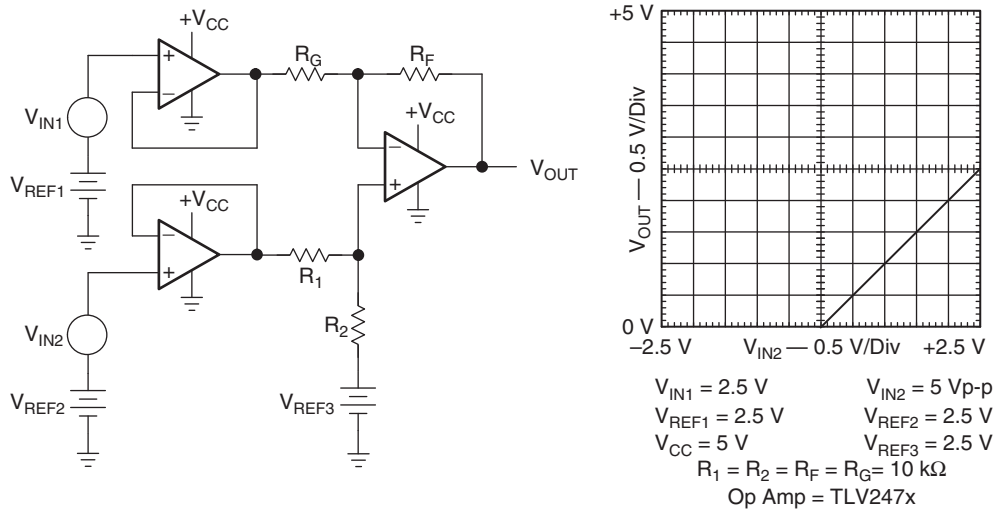 +V_CC
R_G
R_F
+
−
V_IN1
+V_CC
V_REF1
−
V_OUT
+V_CC
+
−
+
R_1
V_IN2
R_2
V_REF2
V_REF3
+5 V
V_OUT — 0.5 V/Div
0 V
−2.5 V
V_IN2 — 0.5 V/Div
+2.5 V
V_IN1 = 2.5 V
V_IN2 = 5 Vp-p
V_REF1 = 2.5 V
V_REF2 = 2.5 V
V_CC = 5 V
V_REF3 = 2.5 V
R_1 = R_2 = R_F = R_G= 10 kΩ
Op Amp = TLV247x